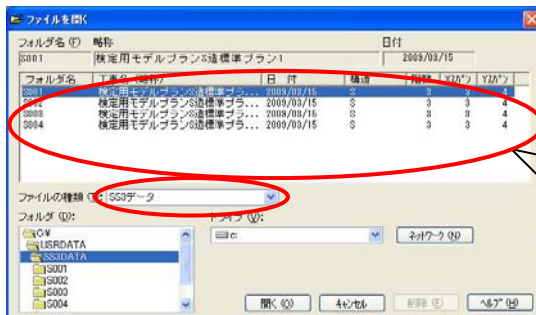 ファイルを開く
フォルダ名(F) 略称 日付
S001 検定用モデルプランS造標準プラン1 2003/03/15
フォルダ名 工事名(略称) 日 付 構造 階数 Xスパン Yスパン
S001 検定用モデルプランS造標準プラ... 2003/03/15 S 3 3 4
S002 検定用モデルプランS造標準プラ... 2003/03/15 S 3 3 4
S003 検定用モデルプランS造標準プラ... 2003/03/16 S 3 3 4
S004 検定用モデルプランS造標準プラ... 2003/03/16 S 3 3 4
ファイルの種類(T): SS3データ
フォルダ(D): ドライブ(V):
C:¥ c: ネットワーク(N)
USRDATA
SS3DATA
S001
S002
S003
S004
開く(O) キャンセル 削除(E) ヘルプ(H)